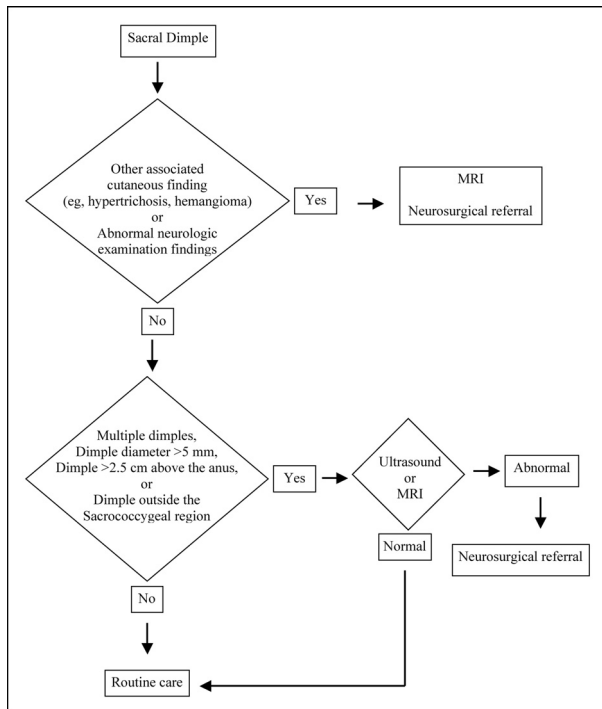 Sacral Dimple
Other associated
cutaneous finding
(eg, hypertrichosis, hemangioma)
or
Abnormal neurologic
examination findings
Yes
MRI
Neurosurgical referral
No
Multiple dimples,
Dimple diameter >5 mm,
Dimple >2.5 cm above the anus,
or
Dimple outside the
Sacrococcygeal region
Yes
Ultrasound
or
MRI
Abnormal
Normal
Neurosurgical referral
No
Routine care